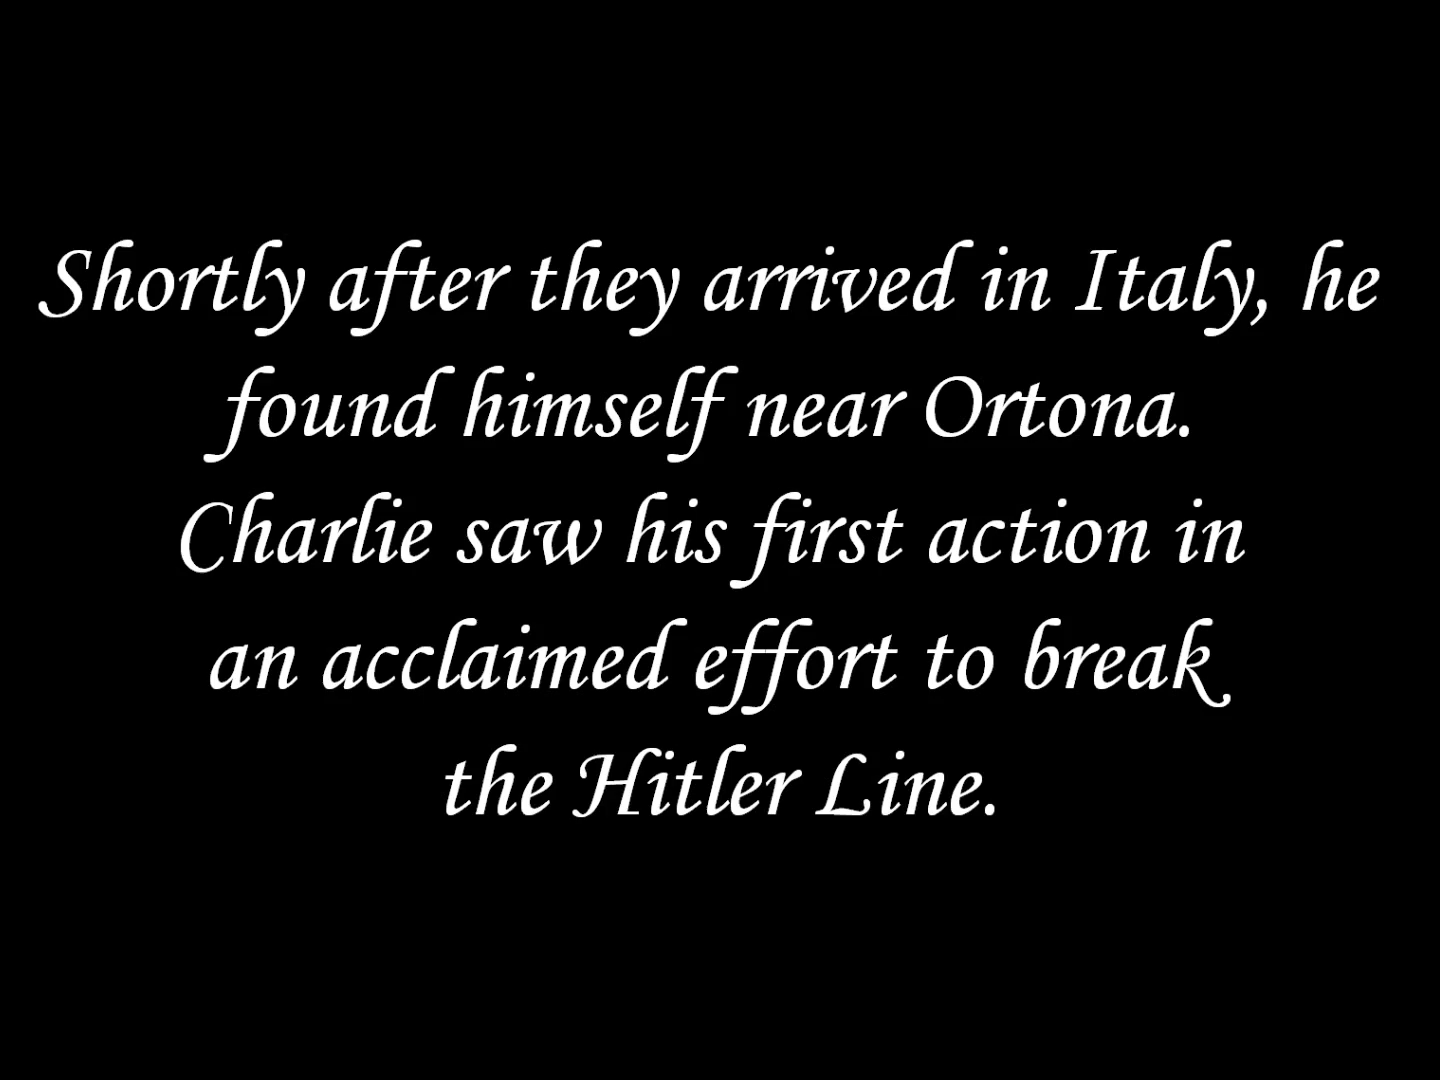 Shortly after they arrived in Italy, he
found himself near Ortona.
Charlie saw his first action in
an acclaimed effort to break
the Hitler Line.